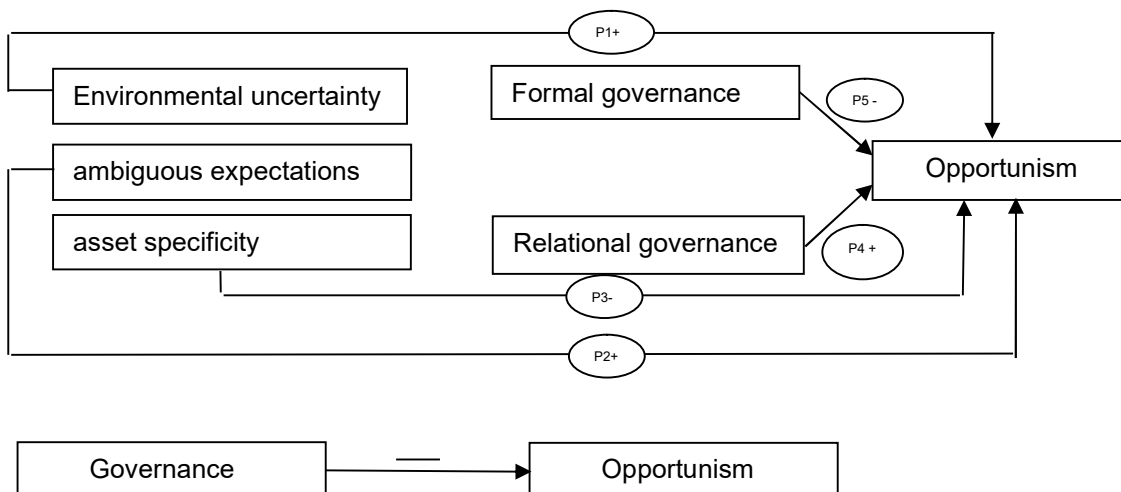 P1+
Environmental uncertainty
Formal governance
P5 -
ambiguous expectations
Opportunism
asset specificity
Relational governance
P4 +
P3-
P2+
Governance
Opportunism